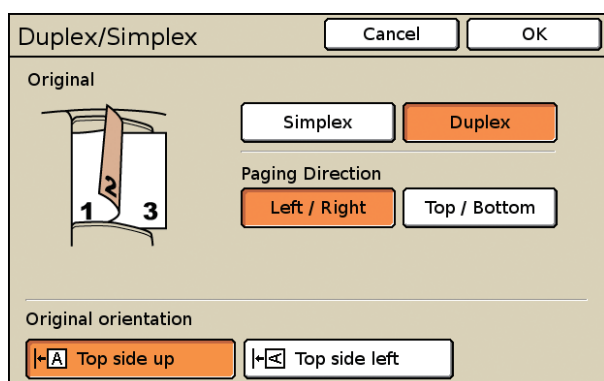 Duplex/Simplex Cancel OK
Original
Simplex Duplex
1 2 3
Paging Direction
Left / Right Top / Bottom
Original orientation
A Top side up A Top side left